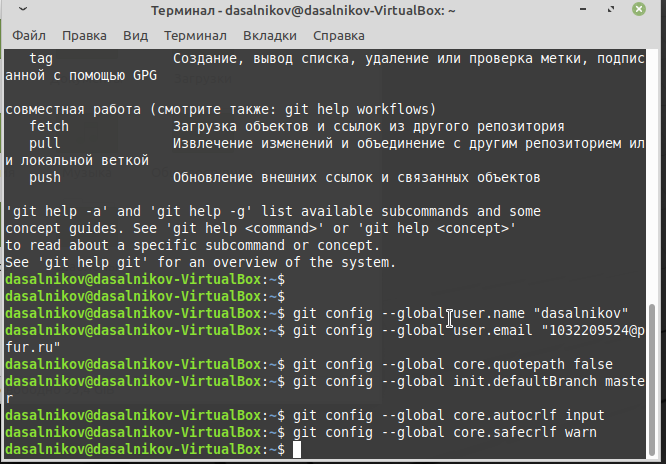 Терминал - dasalnikov@dasalnikov-VirtualBox: ~
Файл Правка Вид Терминал Вкладки Справка
   tag               Создание, вывод списка, удаление или проверка метки, подпис
анной с помощью GPG
совместная работа (смотрите также: git help workflows)
   fetch             Загрузка объектов и ссылок из другого репозитория
   pull              Извлечение изменений и объединение с другим репозиторием ил
и локальной веткой
   push              Обновление внешних ссылок и связанных объектов
'git help -a' and 'git help -g' list available subcommands and some
concept guides. See 'git help <command>' or 'git help <concept>'
to read about a specific subcommand or concept.
See 'git help git' for an overview of the system.
dasalnikov@dasalnikov-VirtualBox:~$
dasalnikov@dasalnikov-VirtualBox:~$
dasalnikov@dasalnikov-VirtualBox:~$ git config --global user.name "dasalnikov"
dasalnikov@dasalnikov-VirtualBox:~$ git config --global user.email "1032209524@p
fur.ru"
dasalnikov@dasalnikov-VirtualBox:~$ git config --global core.quotepath false
dasalnikov@dasalnikov-VirtualBox:~$ git config --global init.defaultBranch maste
r
dasalnikov@dasalnikov-VirtualBox:~$ git config --global core.autocrlf input
dasalnikov@dasalnikov-VirtualBox:~$ git config --global core.safecrlf warn
dasalnikov@dasalnikov-VirtualBox:~$